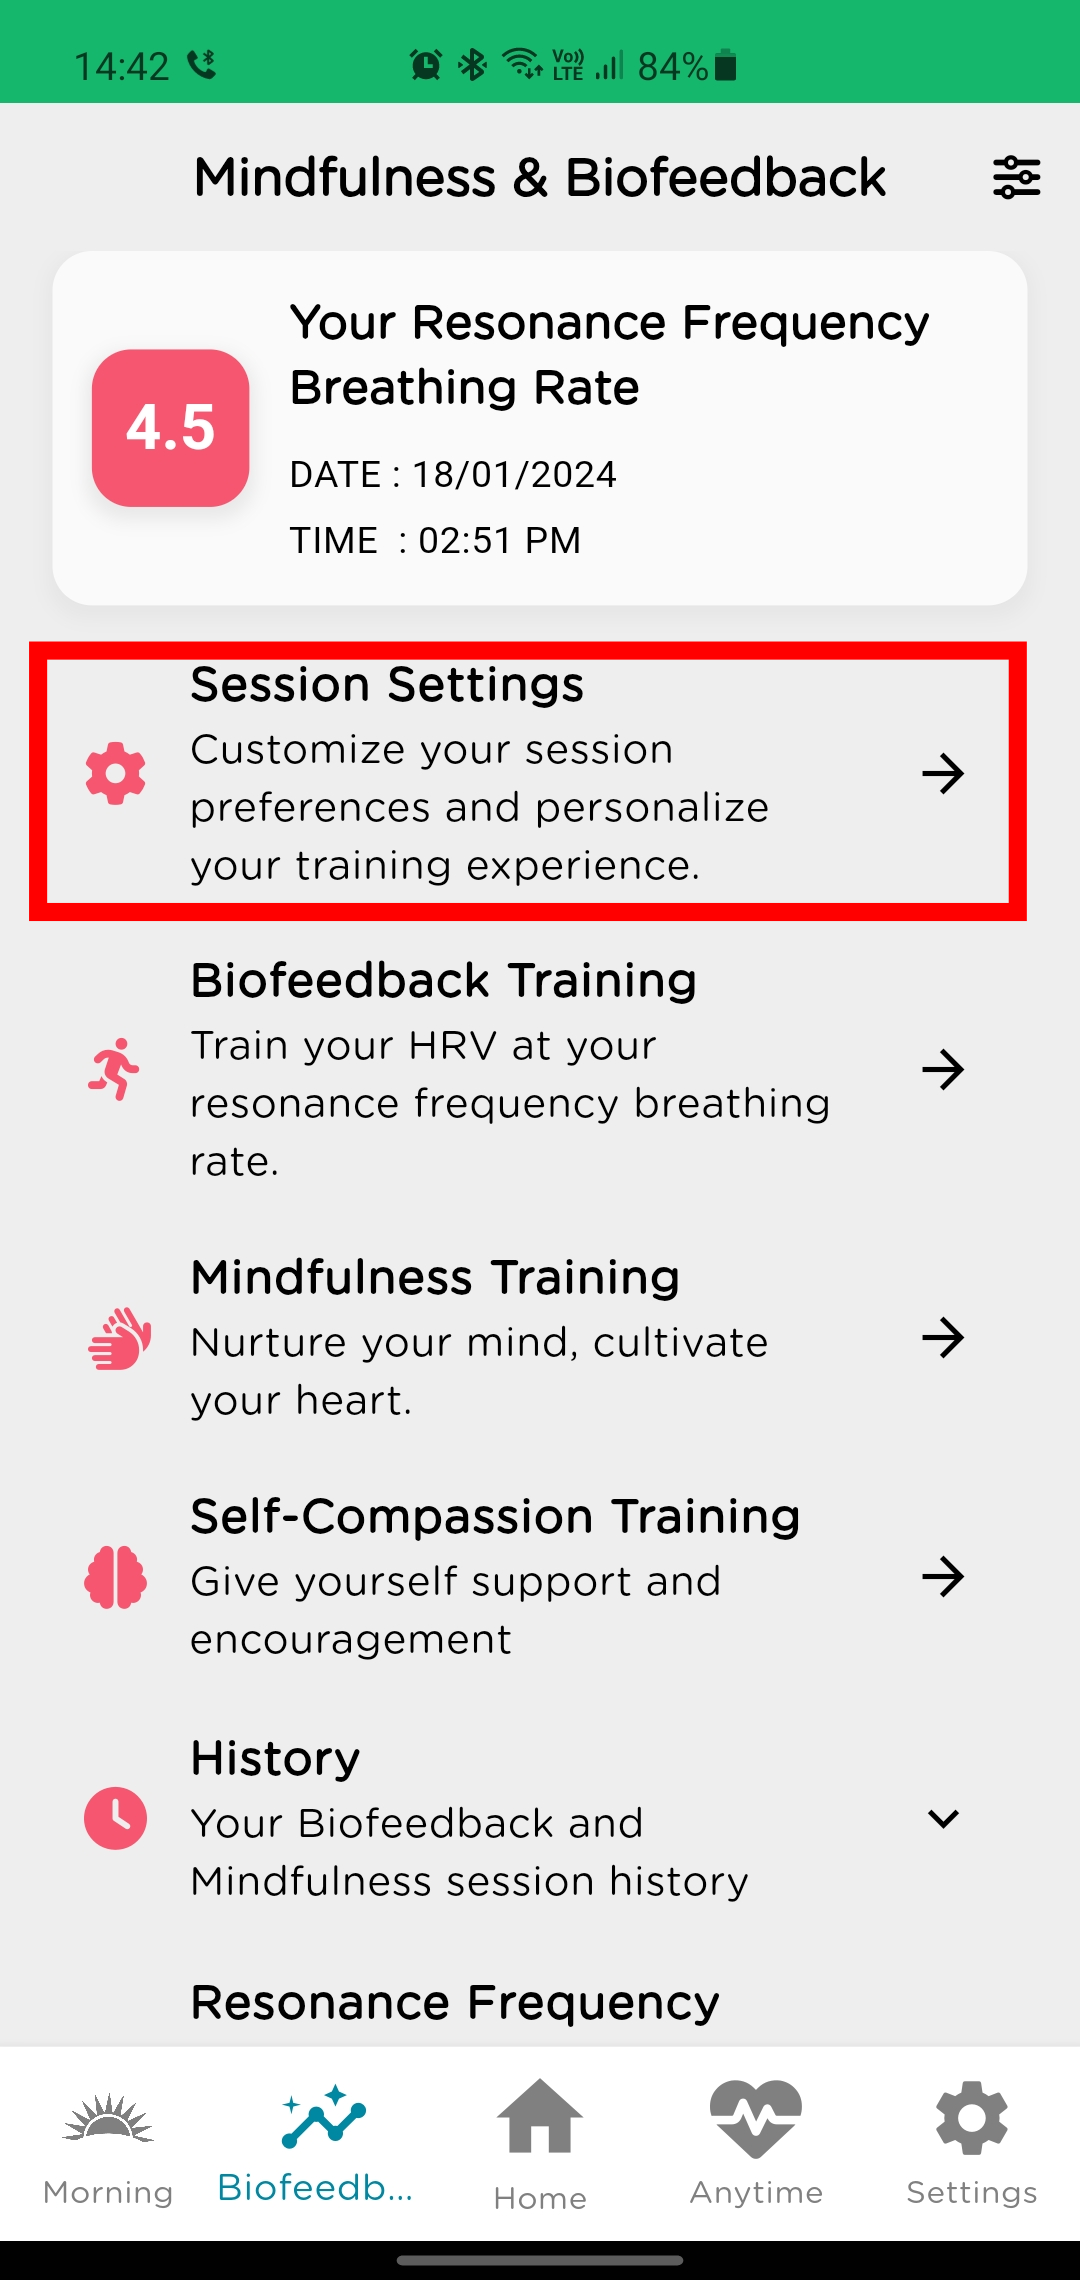 14:42 Vo)) LTE 84%
Mindfulness & Biofeedback
4.5
Your Resonance Frequency
Breathing Rate
DATE : 18/01/2024
TIME : 02:51 PM
Session Settings
Customize your session
preferences and personalize
your training experience.
Biofeedback Training
Train your HRV at your
resonance frequency breathing
rate.
Mindfulness Training
Nurture your mind, cultivate
your heart.
Self-Compassion Training
Give yourself support and
encouragement
History
Your Biofeedback and
Mindfulness session history
Resonance Frequency
Morning Biofeedb... Home Anytime Settings